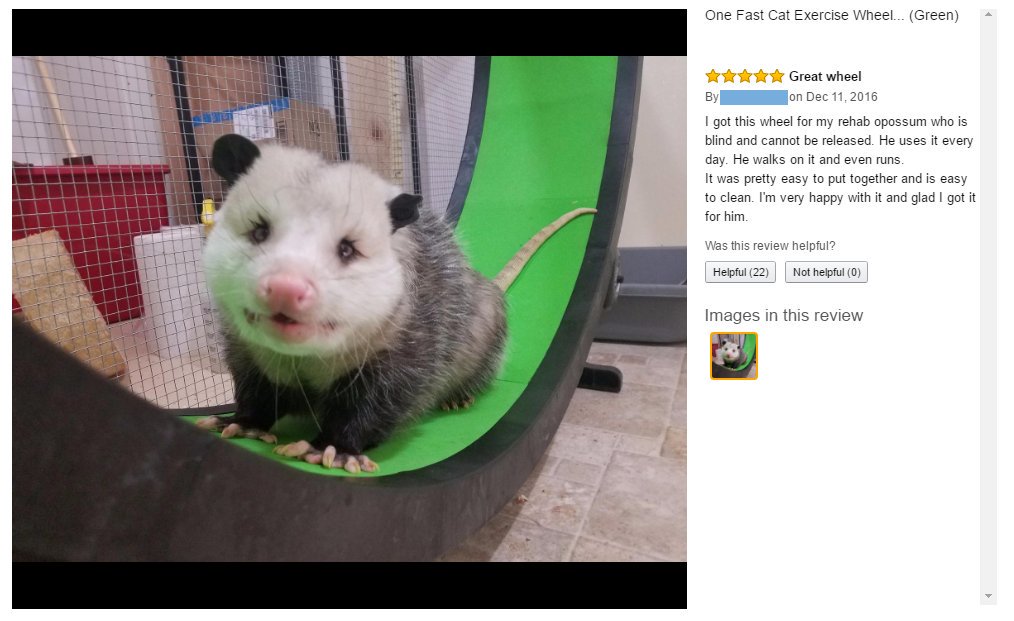 One Fast Cat Exercise Wheel... (Green)
Great wheel
By on Dec 11, 2016
I got this wheel for my rehab opossum who is
blind and cannot be released. He uses it every
day. He walks on it and even runs.
It was pretty easy to put together and is easy
to clean. I'm very happy with it and glad I got it
for him.
Was this review helpful?
Helpful (22) Not helpful (0)
Images in this review